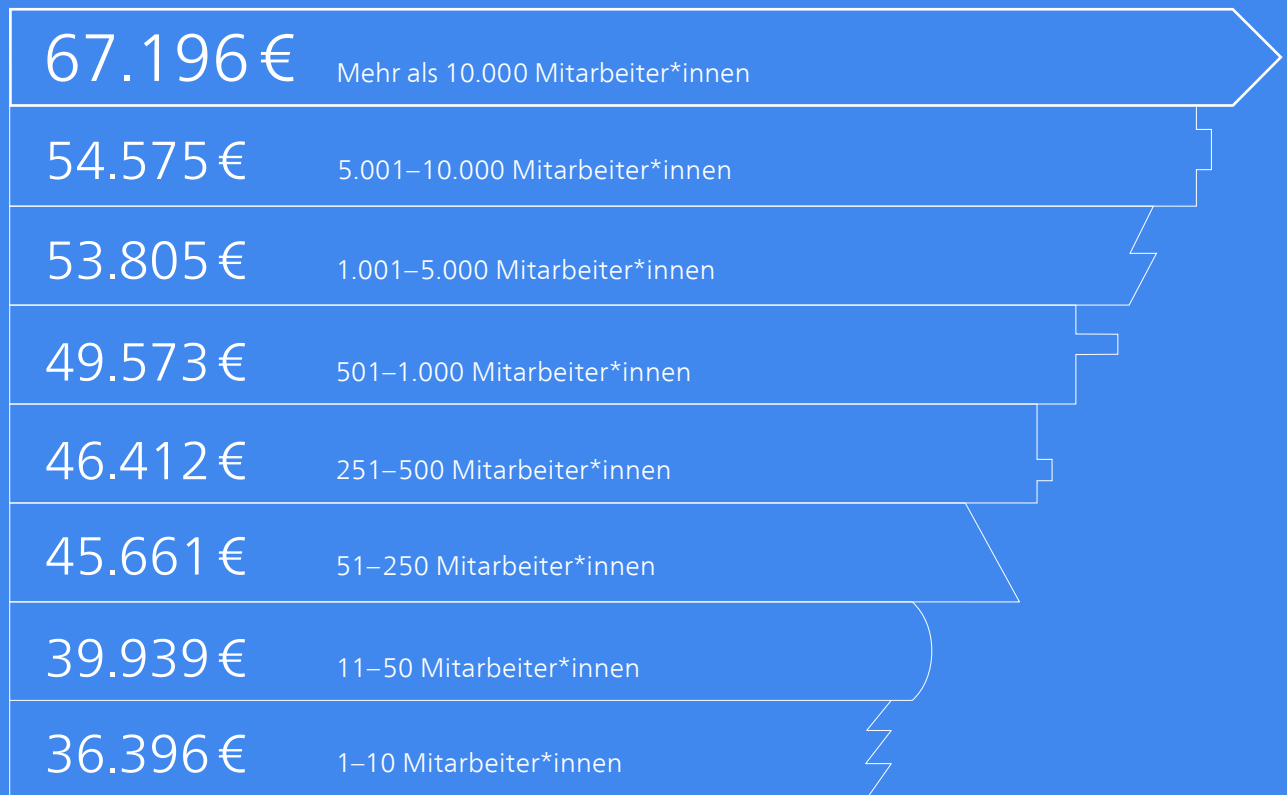 67.196 € Mehr als 10.000 Mitarbeiter*innen
54.575 € 5.001–10.000 Mitarbeiter*innen
53.805 € 1.001–5.000 Mitarbeiter*innen
49.573 € 501–1.000 Mitarbeiter*innen
46.412 € 251–500 Mitarbeiter*innen
45.661 € 51–250 Mitarbeiter*innen
39.939 € 11–50 Mitarbeiter*innen
36.396 € 1–10 Mitarbeiter*innen